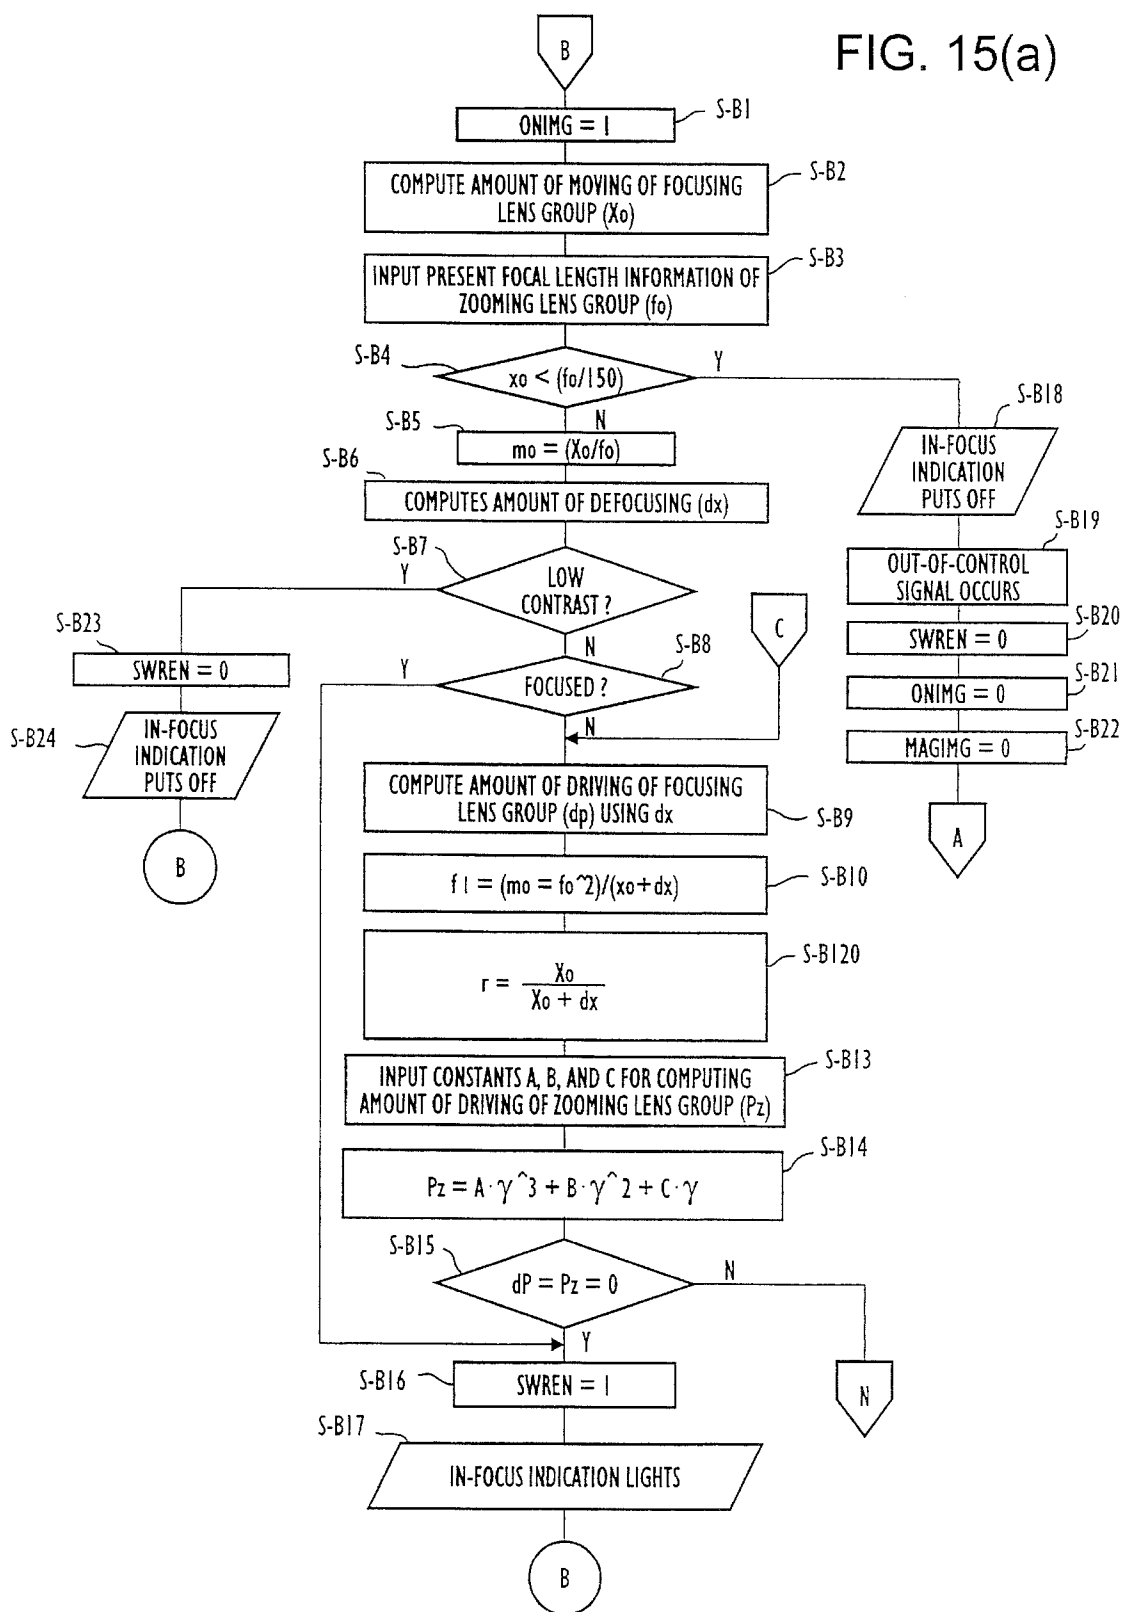 FIG. 15(a)
B
S-B1
ONIMG = 1
S-B2
COMPUTE AMOUNT OF MOVING OF FOCUSING
LENS GROUP (Xo)
S-B3
INPUT PRESENT FOCAL LENGTH INFORMATION OF
ZOOMING LENS GROUP (fo)
S-B4
xo < (fo/150)
Y
N
S-B5
mo = (Xo/fo)
S-B6
COMPUTES AMOUNT OF DEFOCUSING (dx)
S-B7
LOW
CONTRAST ?
Y
N
S-B8
FOCUSED ?
Y
N
C
S-B18
IN-FOCUS
INDICATION
PUTS OFF
S-B19
OUT-OF-CONTROL
SIGNAL OCCURS
S-B20
SWREN = 0
S-B21
ONIMG = 0
S-B22
MAGIMG = 0
A
S-B23
SWREN = 0
S-B24
IN-FOCUS
INDICATION
PUTS OFF
B
COMPUTE AMOUNT OF DRIVING OF FOCUSING
LENS GROUP (dp) USING dx
S-B9
f1 = (mo = fo^2)/(xo+dx)
S-B10
r = Xo
Xo + dx
S-B120
S-B13
INPUT CONSTANTS A, B, AND C FOR COMPUTING
AMOUNT OF DRIVING OF ZOOMING LENS GROUP (Pz)
S-B14
Pz = A·γ^3 + B·γ^2 + C·γ
S-B15
dP = Pz = 0
N
Y
N
S-B16
SWREN = 1
S-B17
IN-FOCUS INDICATION LIGHTS
B